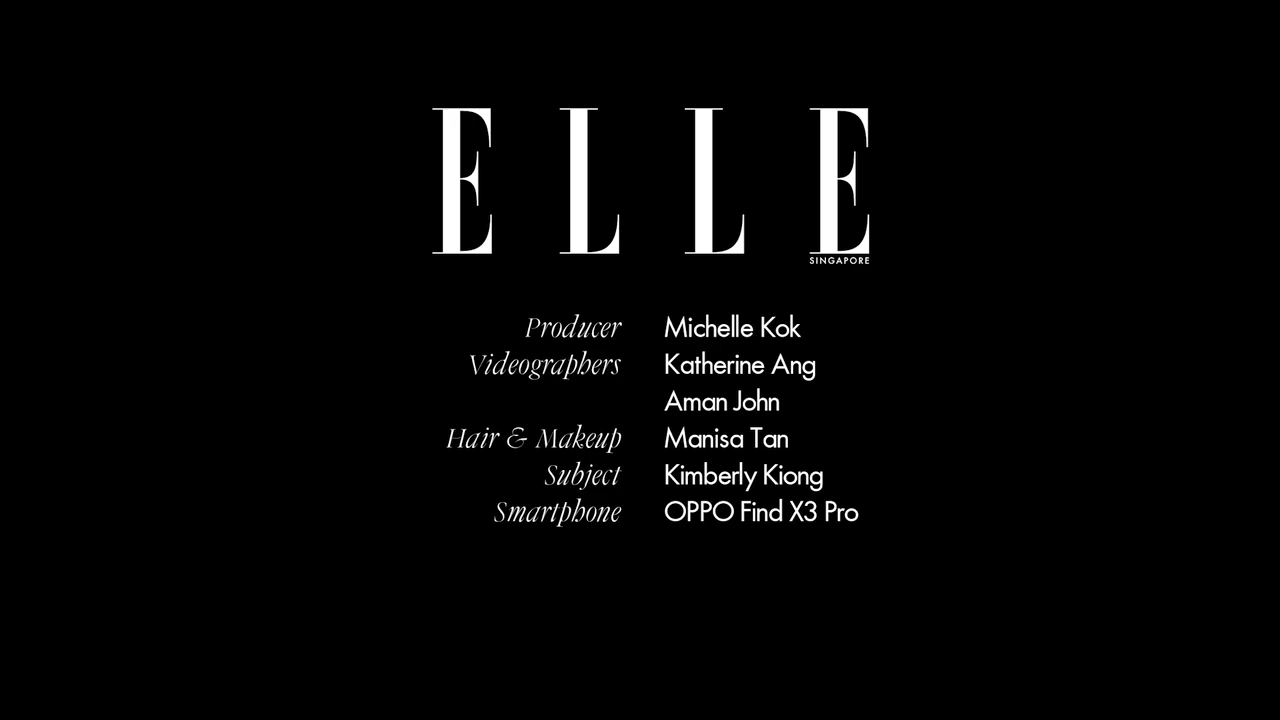 ELLE
SINGAPORE
Producer Michelle Kok
Videographers Katherine Ang
Aman John
Hair & Makeup Manisa Tan
Subject Kimberly Kiong
Smartphone OPPO Find X3 Pro